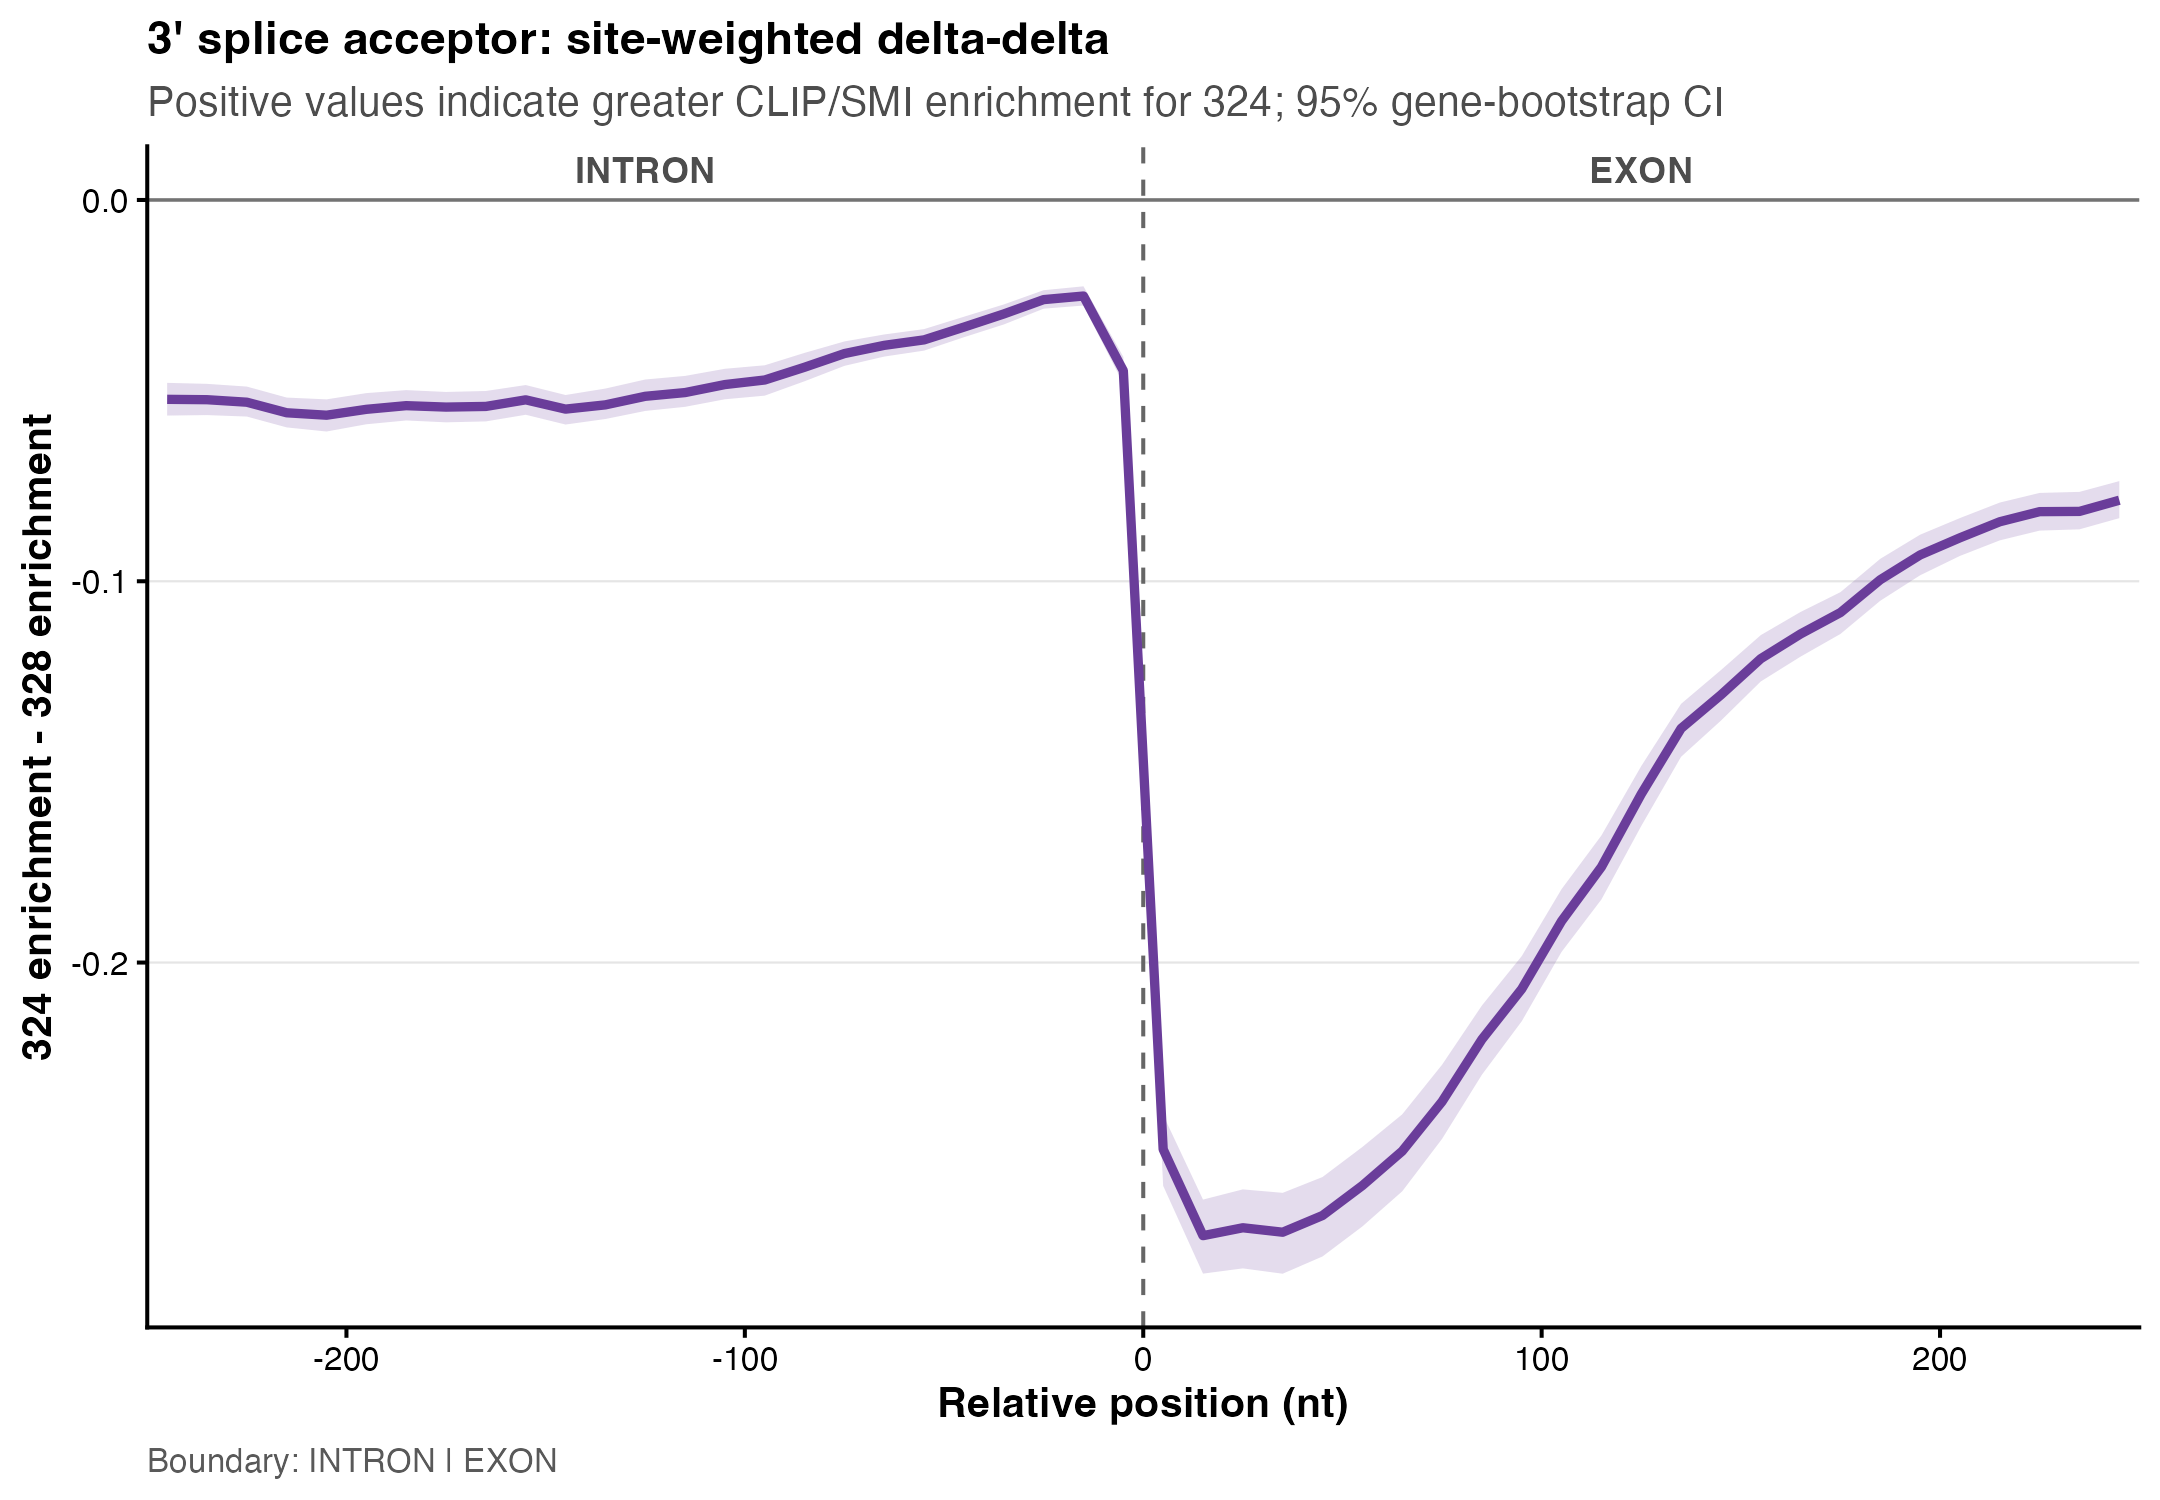 3' splice acceptor: site-weighted delta-delta
Positive values indicate greater CLIP/SMI enrichment for 324; 95% gene-bootstrap CI
INTRON
EXON
0.0
-0.1
-0.2
324 enrichment - 328 enrichment
-200
-100
0
100
200
Relative position (nt)
Boundary: INTRON | EXON